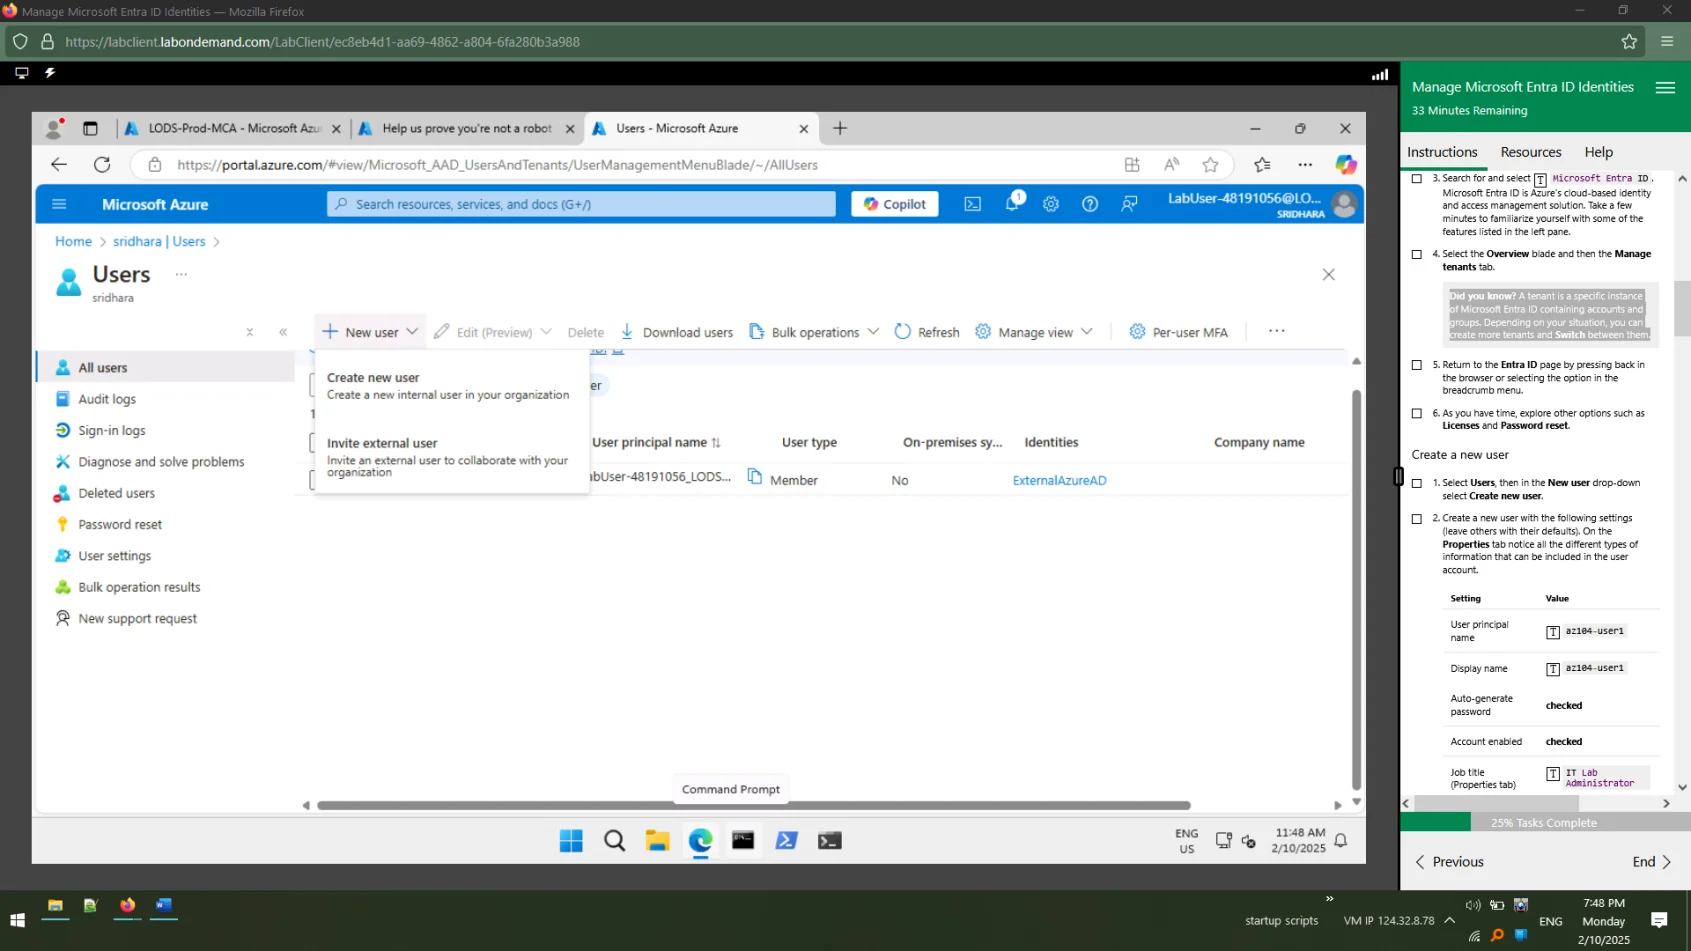 Manage Microsoft Entra ID Identities — Mozilla Firefox
https://labclient.labondemand.com/LabClient/ec8eb4d1-aa69-4862-a804-6fa280b3a988
LODS-Prod-MCA - Microsoft Azu
Help us prove you're not a robot
Users - Microsoft Azure
https://portal.azure.com/#view/Microsoft_AAD_UsersAndTenants/UserManagementMenuBlade/~/AllUsers
Microsoft Azure
Search resources, services, and docs (G+/)
Copilot
1
LabUser-48191056@LO...
SRIDHARA
Home > sridhara | Users >
Users ...
sridhara
New user
Edit (Preview)
Delete
Download users
Bulk operations
Refresh
Manage view
Per-user MFA
...
All users
Audit logs
Sign-in logs
Diagnose and solve problems
Deleted users
Password reset
User settings
Bulk operation results
New support request
Create new user
Create a new internal user in your organization
Invite external user
Invite an external user to collaborate with your
organization
er
User principal name ↑↓
User type
On-premises sy...
Identities
Company name
abUser-48191056_LODS...
Member
No
ExternalAzureAD
Command Prompt
ENG
US
11:48 AM
2/10/2025
Manage Microsoft Entra ID Identities
33 Minutes Remaining
Instructions
Resources
Help
3. Search for and select T Microsoft Entra ID .
Microsoft Entra ID is Azure's cloud-based identity
and access management solution. Take a few
minutes to familiarize yourself with some of the
features listed in the left pane.
4. Select the Overview blade and then the Manage
tenants tab.
Did you know? A tenant is a specific instance
of Microsoft Entra ID containing accounts and
groups. Depending on your situation, you can
create more tenants and Switch between them.
5. Return to the Entra ID page by pressing back in
the browser or selecting the option in the
breadcrumb menu.
6. As you have time, explore other options such as
Licenses and Password reset.
Create a new user
1. Select Users, then in the New user drop-down
select Create new user.
2. Create a new user with the following settings
(leave others with their defaults). On the
Properties tab notice all the different types of
information that can be included in the user
account.
Setting Value
User principal
name
T az104-user1
Display name
T az104-user1
Auto-generate
password
checked
Account enabled
checked
Job title
(Properties tab)
T IT Lab
Administrator
25% Tasks Complete
Previous
End
startup scripts
VM IP 124.32.8.78
ENG
7:48 PM
Monday
2/10/2025